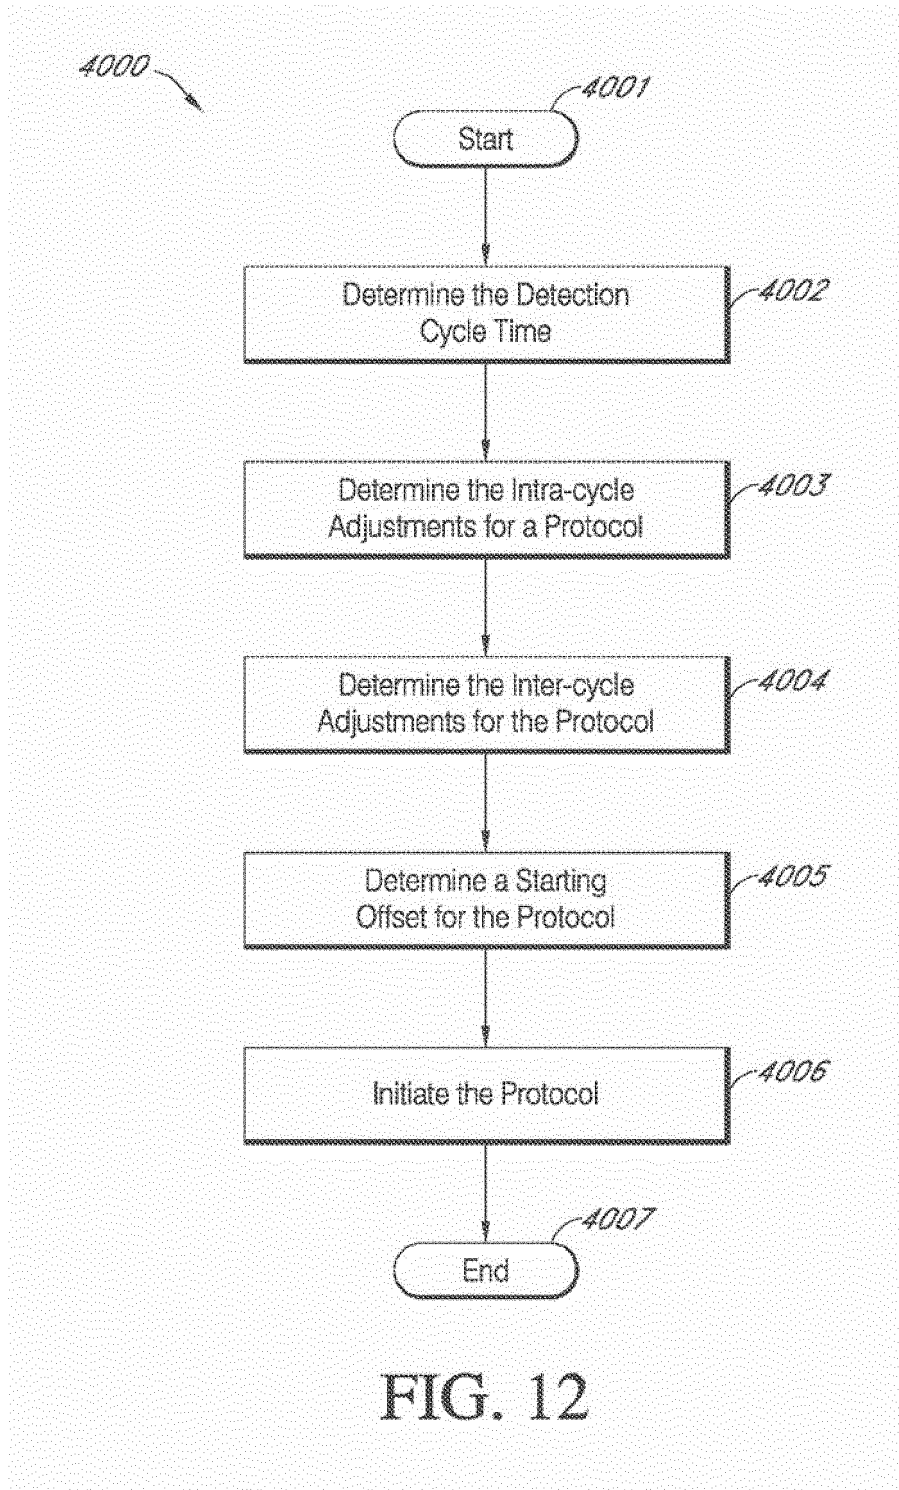 4000
4001
Start
4002
Determine the Detection
Cycle Time
4003
Determine the Intra-cycle
Adjustments for a Protocol
4004
Determine the Inter-cycle
Adjustments for the Protocol
4005
Determine a Starting
Offset for the Protocol
4006
Initiate the Protocol
4007
End
FIG. 12